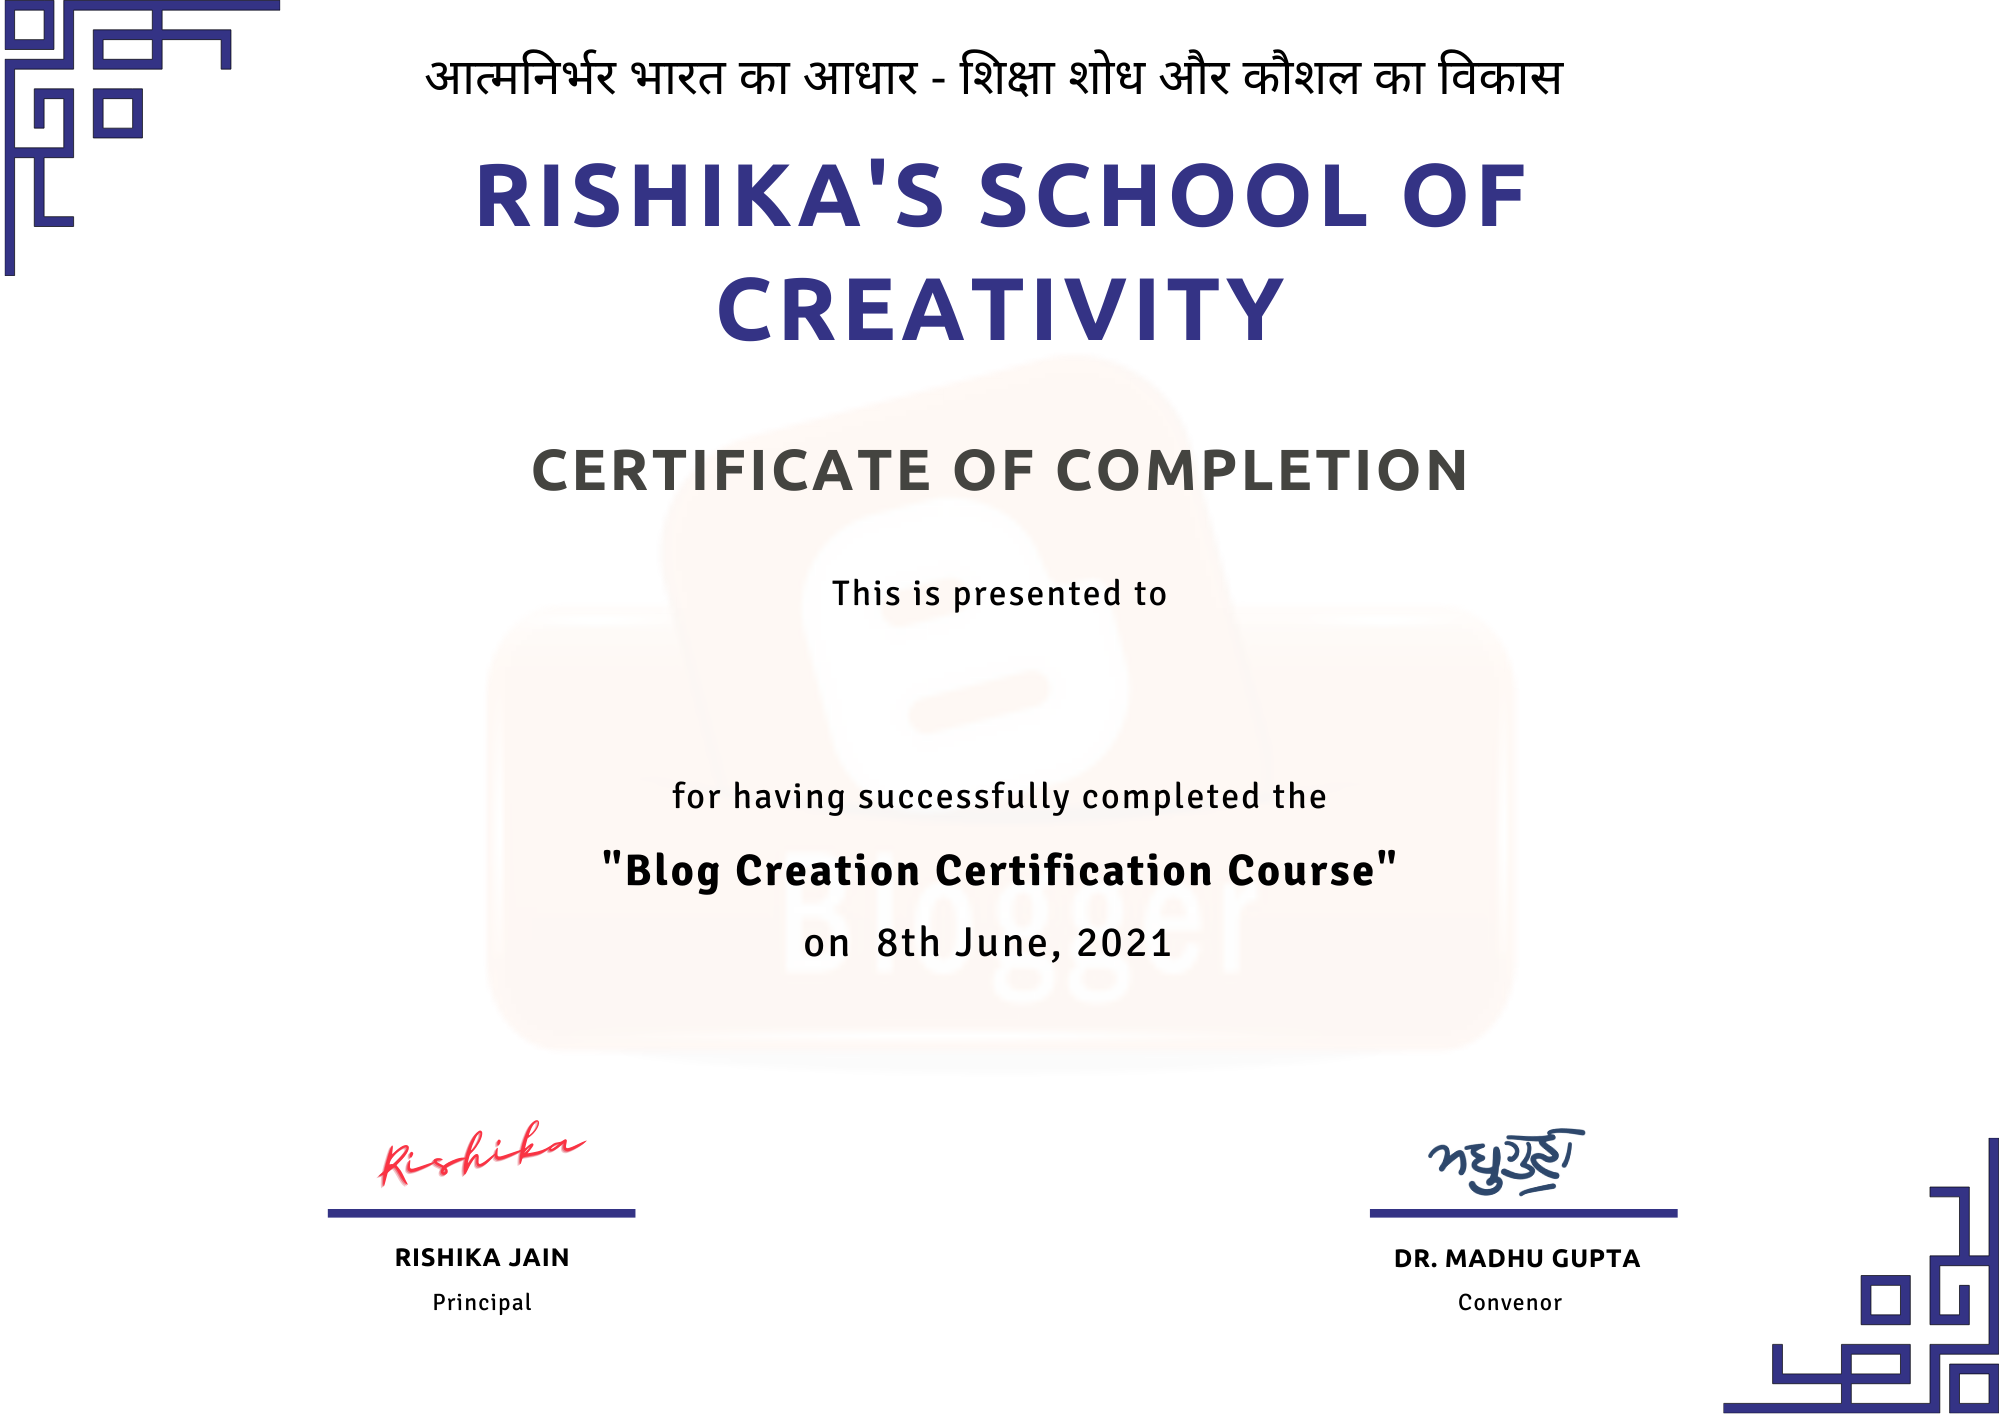 आत्मनिर्भर भारत का आधार - शिक्षा शोध और कौशल का विकास
RISHIKA'S SCHOOL OF
CREATIVITY
CERTIFICATE OF COMPLETION
This is presented to
for having successfully completed the
"Blog Creation Certification Course"
Blogger
on 8th June, 2021
Rishika
मधु गुप्ता
RISHIKA JAIN
DR. MADHU GUPTA
Principal
Convenor